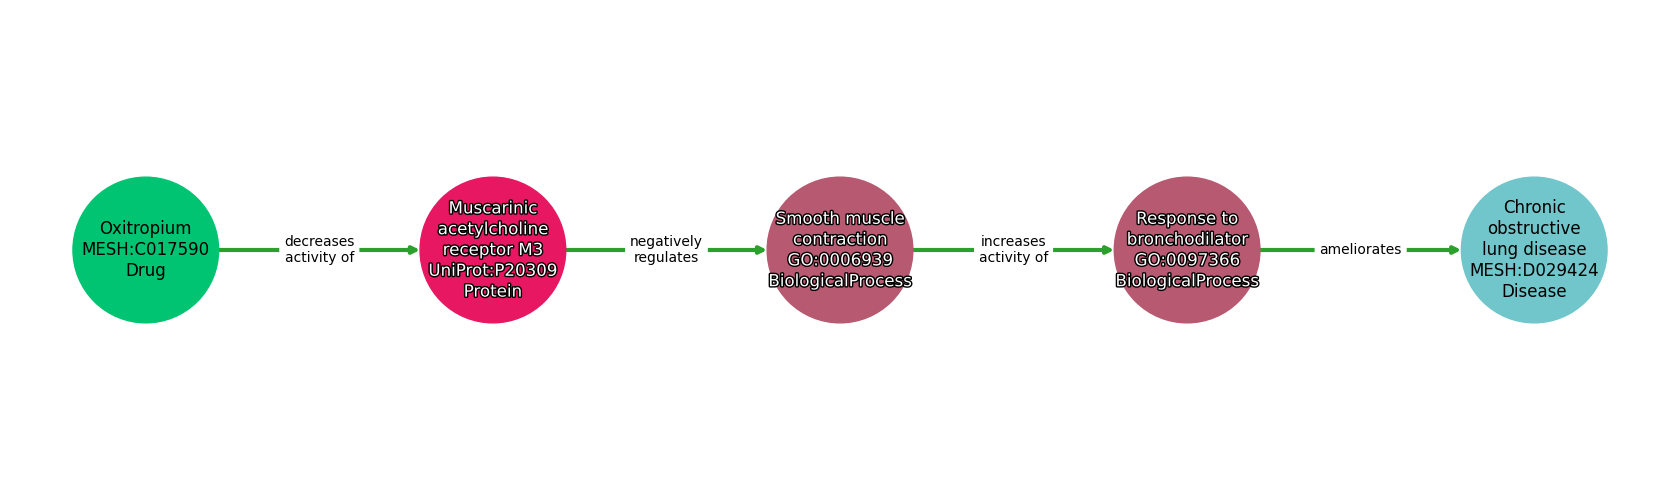 Oxitropium
MESH:C017590
Drug
decreases
activity of
Muscarinic
acetylcholine
receptor M3
UniProt:P20309
Protein
negatively
regulates
Smooth muscle
contraction
GO:0006939
BiologicalProcess
increases
activity of
Response to
bronchodilator
GO:0097366
BiologicalProcess
ameliorates
Chronic
obstructive
lung disease
MESH:D029424
Disease